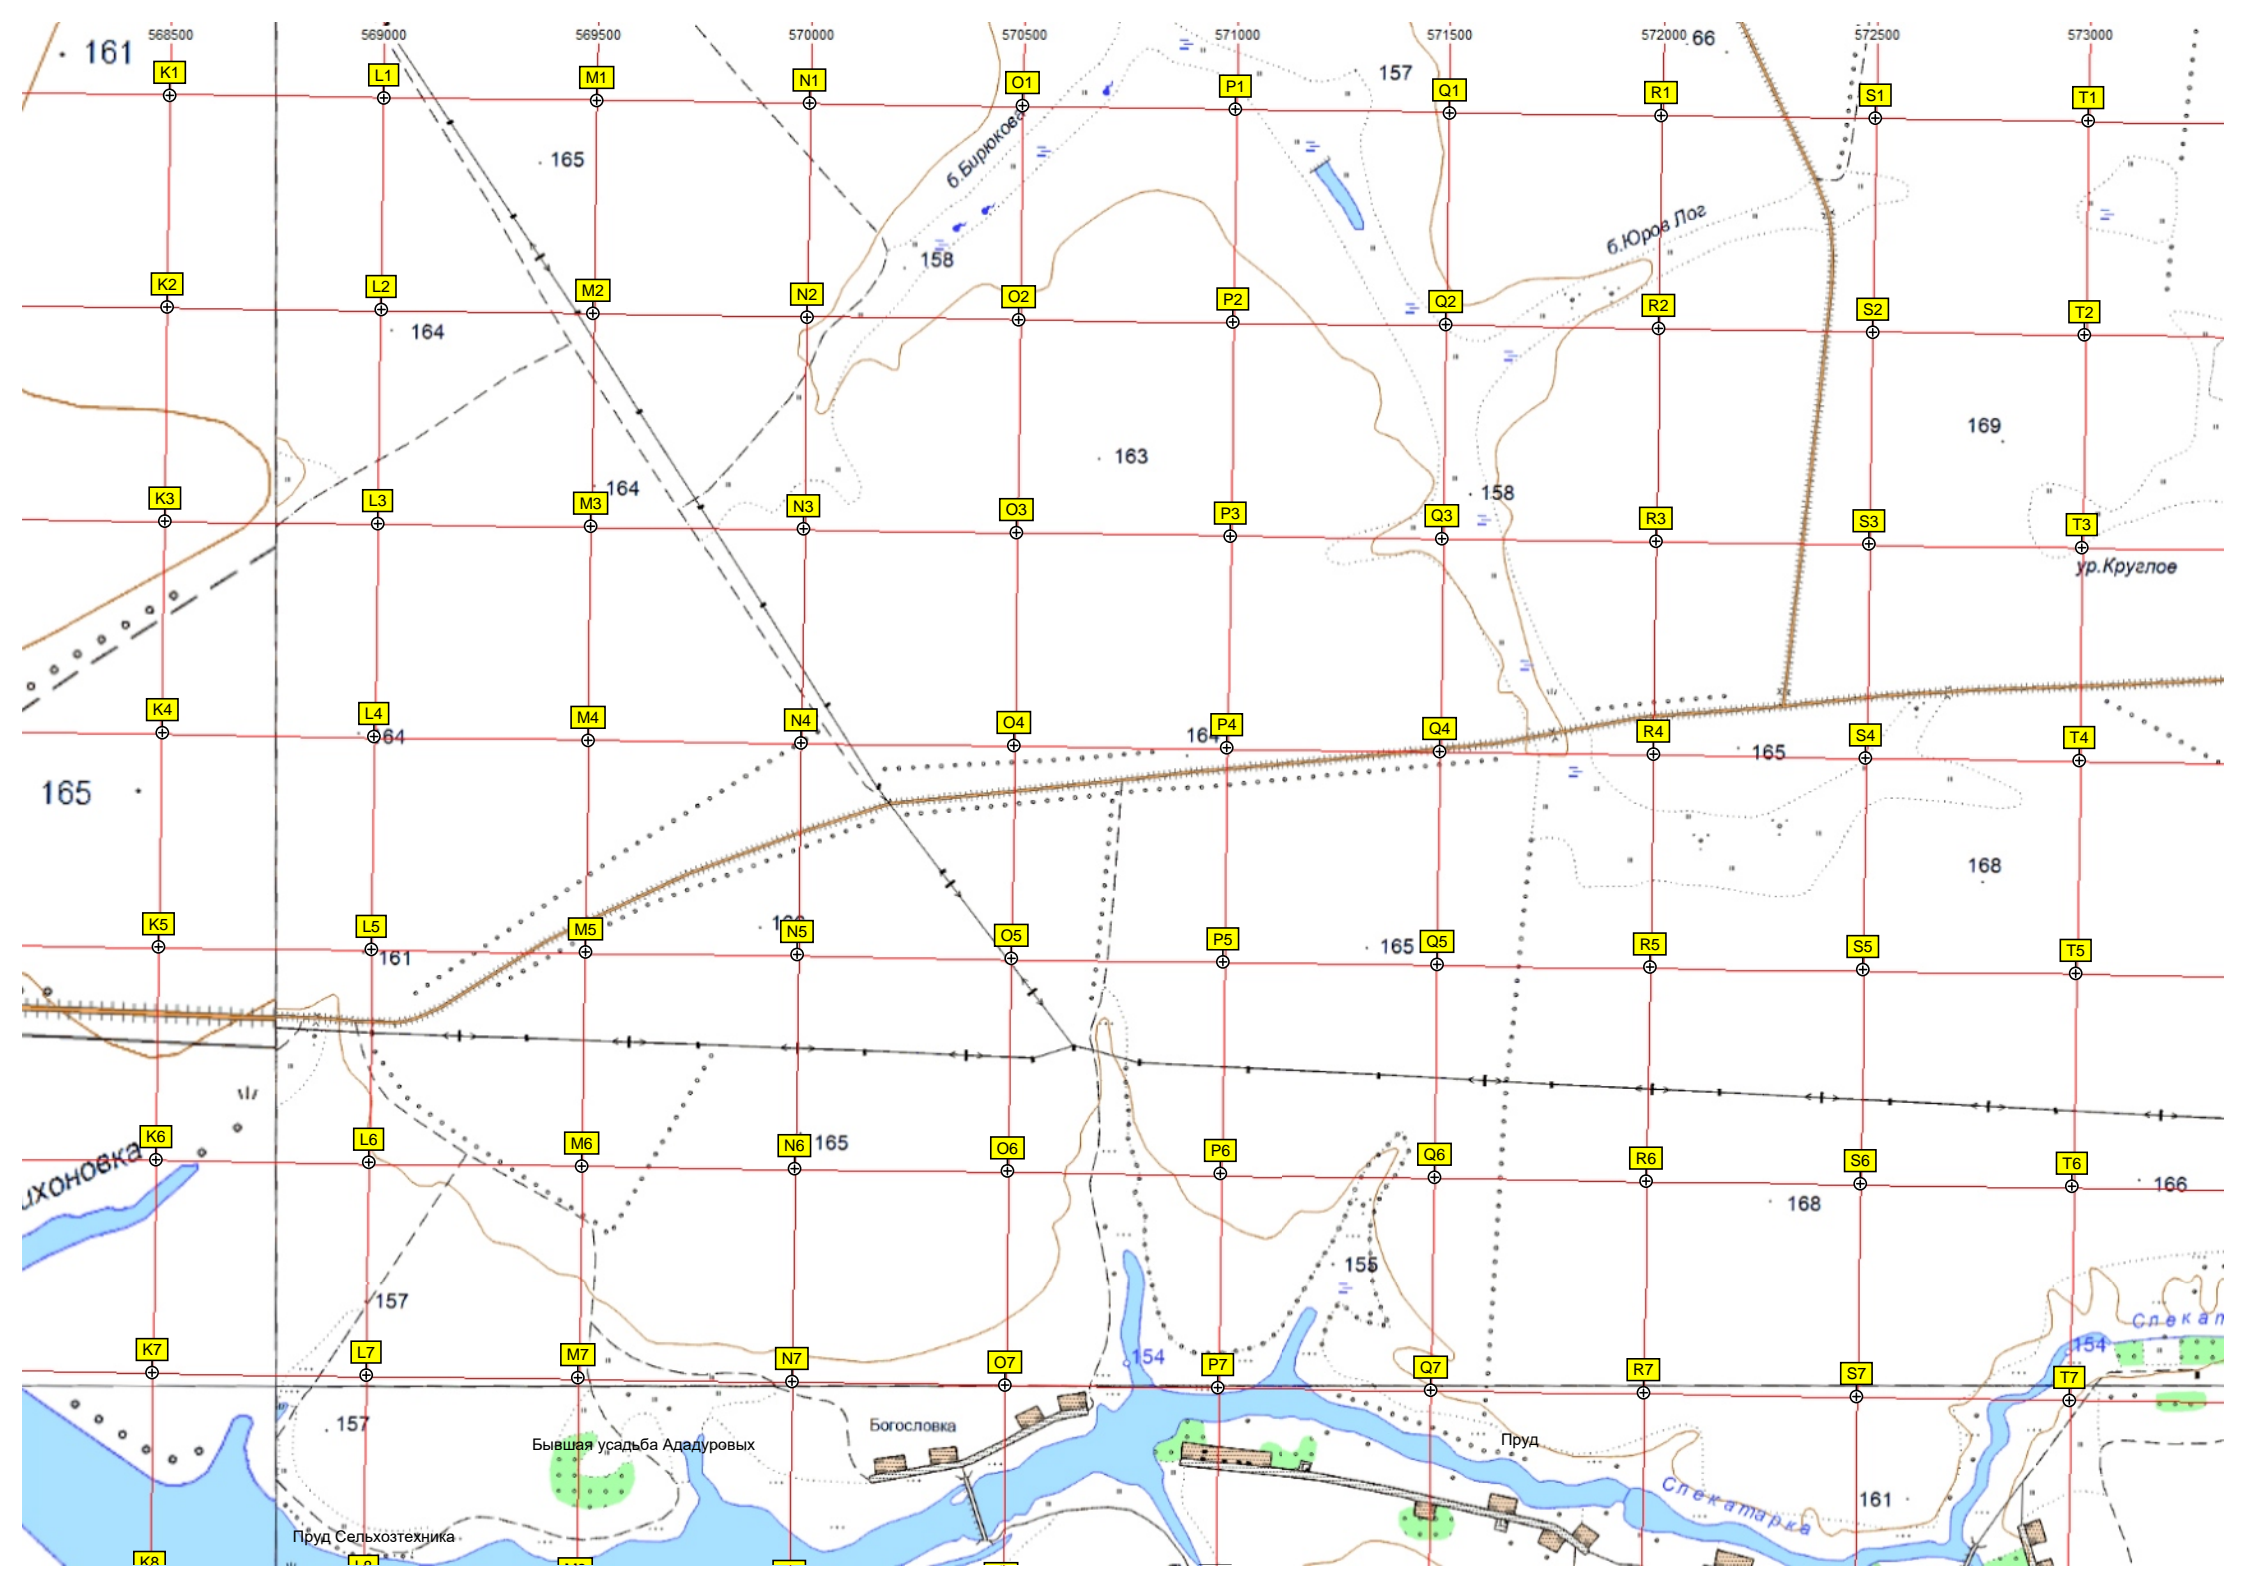 568500 569000 569500 570000 570500 571000 571500 572000 572500 573000
161 66 157
K1 L1 M1 N1 O1 P1 Q1 R1 S1 T1
165
б.Бирюкова
б.Юров Лог
158
K2 L2 M2 N2 O2 P2 Q2 R2 S2 T2
164
169
163
164 158
K3 L3 M3 N3 O3 P3 Q3 R3 S3 T3
ур.Круглое
K4 L4 M4 N4 O4 P4 Q4 R4 S4 T4
64 164 165
165
168
K5 L5 M5 N5 O5 P5 Q5 R5 S5 T5
161 165
K6 L6 M6 N6 O6 P6 Q6 R6 S6 T6
165
ихоновка
168 166
155
157
Спекат
154 154
K7 L7 M7 N7 O7 P7 Q7 R7 S7 T7
157
Богословка
Бывшая усадьба Ададуровых
Пруд
Спекатарка
161
Пруд Сельхозтехника
K8 L8